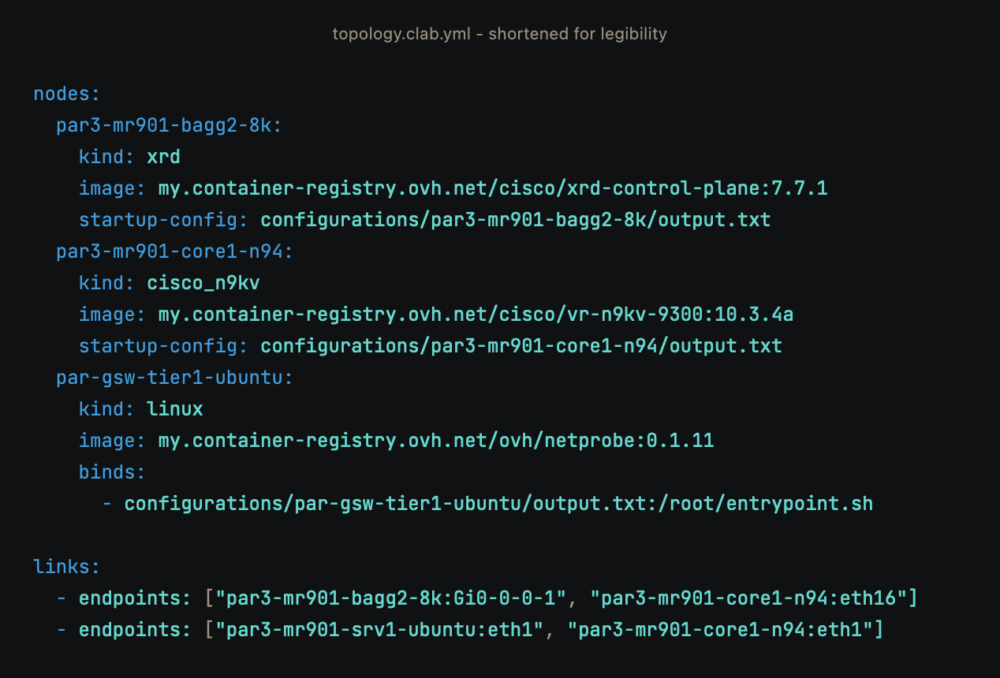 topology.clab.yml - shortened for legibility
nodes:
  par3-mr901-bagg2-8k:
    kind: xrd
    image: my.container-registry.ovh.net/cisco/xrd-control-plane:7.7.1
    startup-config: configurations/par3-mr901-bagg2-8k/output.txt
  par3-mr901-core1-n94:
    kind: cisco_n9kv
    image: my.container-registry.ovh.net/cisco/vr-n9kv-9300:10.3.4a
    startup-config: configurations/par3-mr901-core1-n94/output.txt
  par-gsw-tier1-ubuntu:
    kind: linux
    image: my.container-registry.ovh.net/ovh/netprobe:0.1.11
    binds:
      - configurations/par-gsw-tier1-ubuntu/output.txt:/root/entrypoint.sh
links:
  - endpoints: ["par3-mr901-bagg2-8k:Gi0-0-0-1", "par3-mr901-core1-n94:eth16"]
  - endpoints: ["par3-mr901-srv1-ubuntu:eth1", "par3-mr901-core1-n94:eth1"]